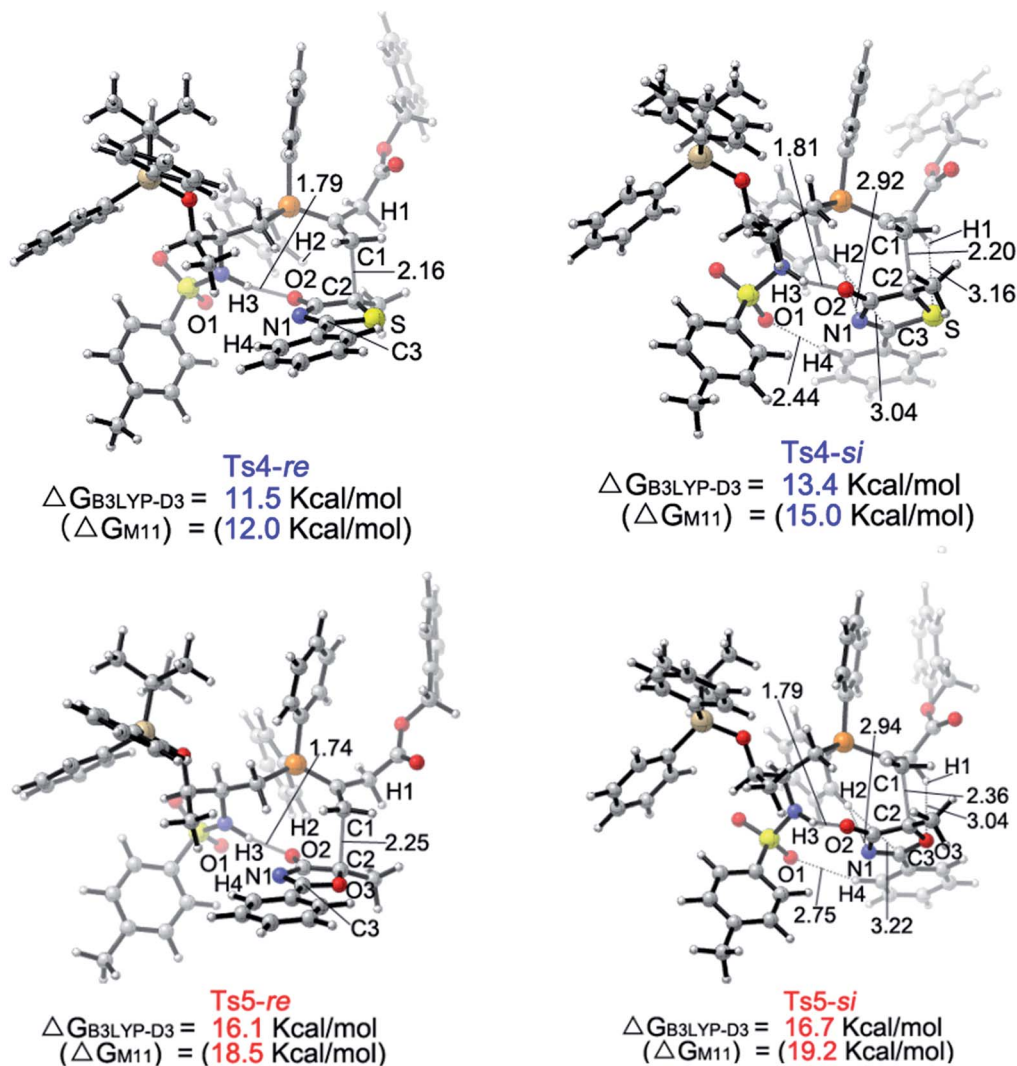 1.79
H1
H2
C1
O2
C2
2.16
H3
O1
N1
S
H4
C3
Ts4-re
△GB3LYP-D3 = 11.5 Kcal/mol
(△GM11) = (12.0 Kcal/mol)
1.81
2.92
H1
C1
H2
2.20
C2
H3
O2
3.16
O1
N1
S
C3
H4
2.44
3.04
Ts4-si
△GB3LYP-D3 = 13.4 Kcal/mol
(△GM11) = (15.0 Kcal/mol)
1.74
H1
H2
C1
O1
H3
O2
2.25
C2
N1
O3
H4
C3
Ts5-re
△GB3LYP-D3 = 16.1 Kcal/mol
(△GM11) = (18.5 Kcal/mol)
1.79
2.94
C1
H1
H2
2.36
C2
H3
O2
3.04
O1
N1
C3
O3
H4
2.75
3.22
Ts5-si
△GB3LYP-D3 = 16.7 Kcal/mol
(△GM11) = (19.2 Kcal/mol)